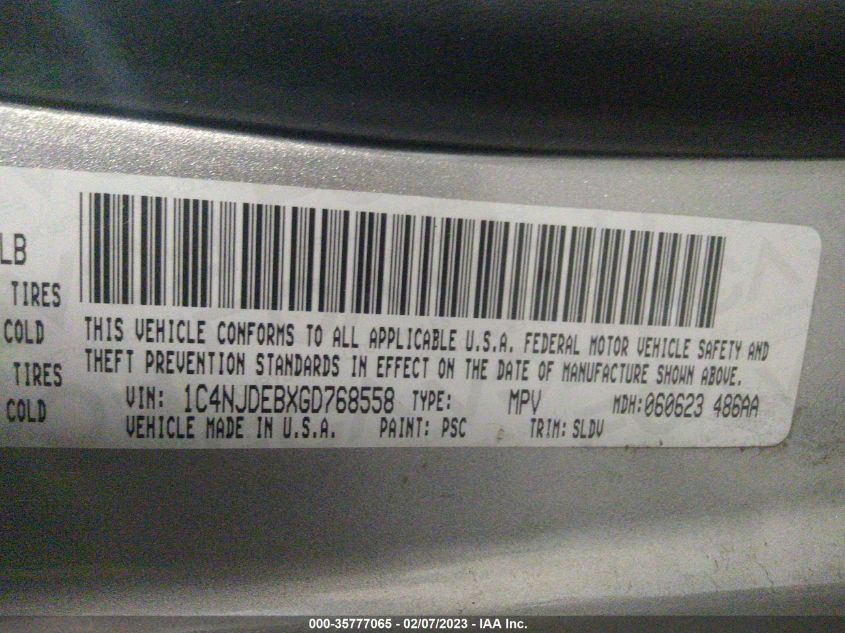 LB
TIRES
COLD
TIRES
COLD
THIS VEHICLE CONFORMS TO ALL APPLICABLE U.S.A. FEDERAL MOTOR VEHICLE SAFETY AND
THEFT PREVENTION STANDARDS IN EFFECT ON THE DATE OF MANUFACTURE SHOWN ABOVE.
VIN: 1C4NJDEBXGD768558 TYPE: MPV MDH:060623 486AA
VEHICLE MADE IN U.S.A. PAINT: PSC TRIM: SLDV
000-35777065 - 02/07/2023 - IAA Inc.